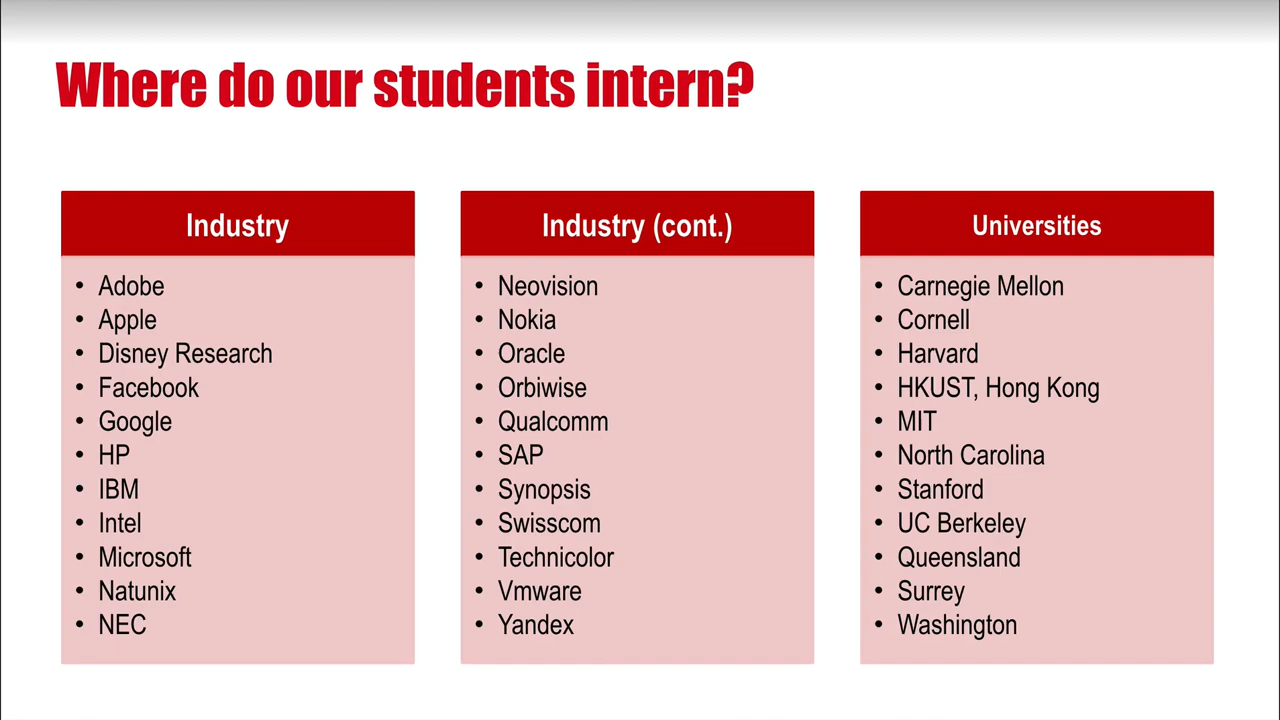 Where do our students intern?
Industry
• Adobe
• Apple
• Disney Research
• Facebook
• Google
• HP
• IBM
• Intel
• Microsoft
• Natunix
• NEC
Industry (cont.)
• Neovision
• Nokia
• Oracle
• Orbiwise
• Qualcomm
• SAP
• Synopsis
• Swisscom
• Technicolor
• Vmware
• Yandex
Universities
• Carnegie Mellon
• Cornell
• Harvard
• HKUST, Hong Kong
• MIT
• North Carolina
• Stanford
• UC Berkeley
• Queensland
• Surrey
• Washington